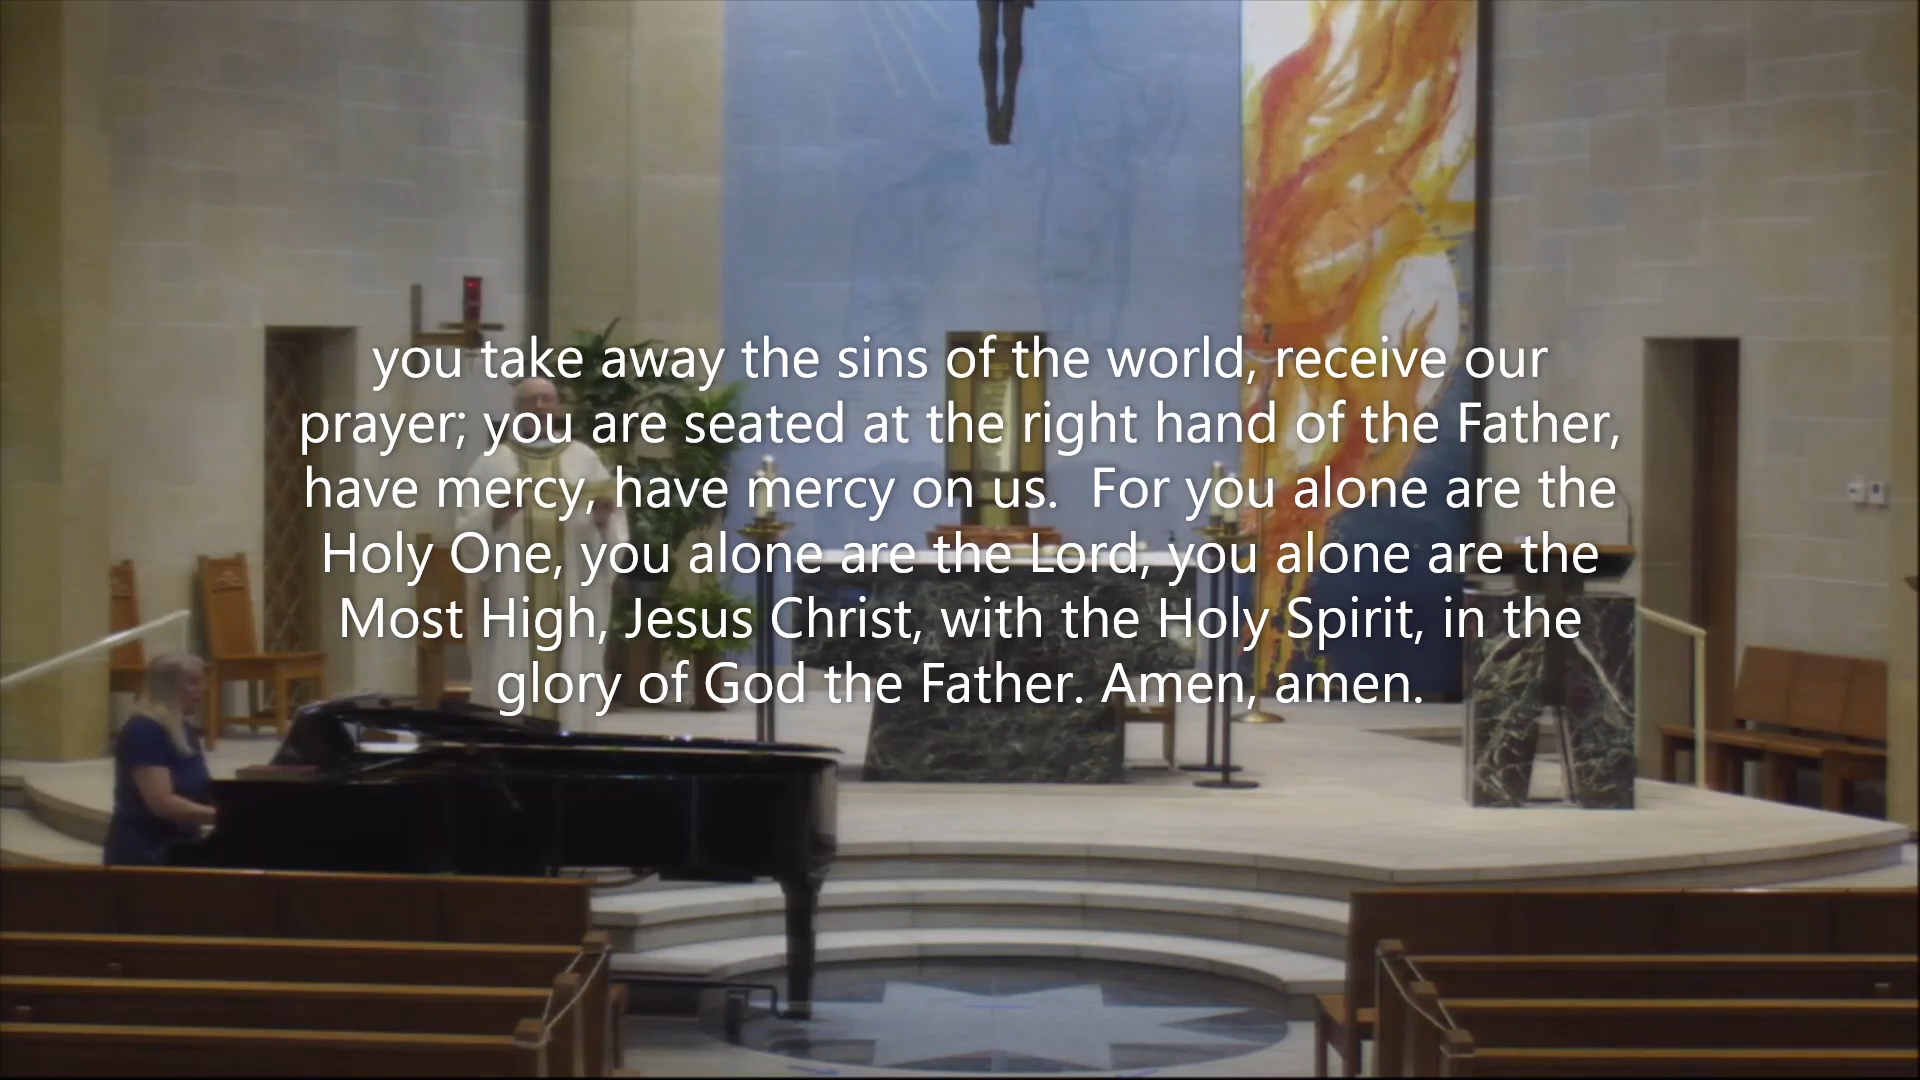 you take away the sins of the world, receive our
prayer; you are seated at the right hand of the Father,
have mercy, have mercy on us.  For you alone are the
Holy One, you alone are the Lord, you alone are the
Most High, Jesus Christ, with the Holy Spirit, in the
glory of God the Father. Amen, amen.